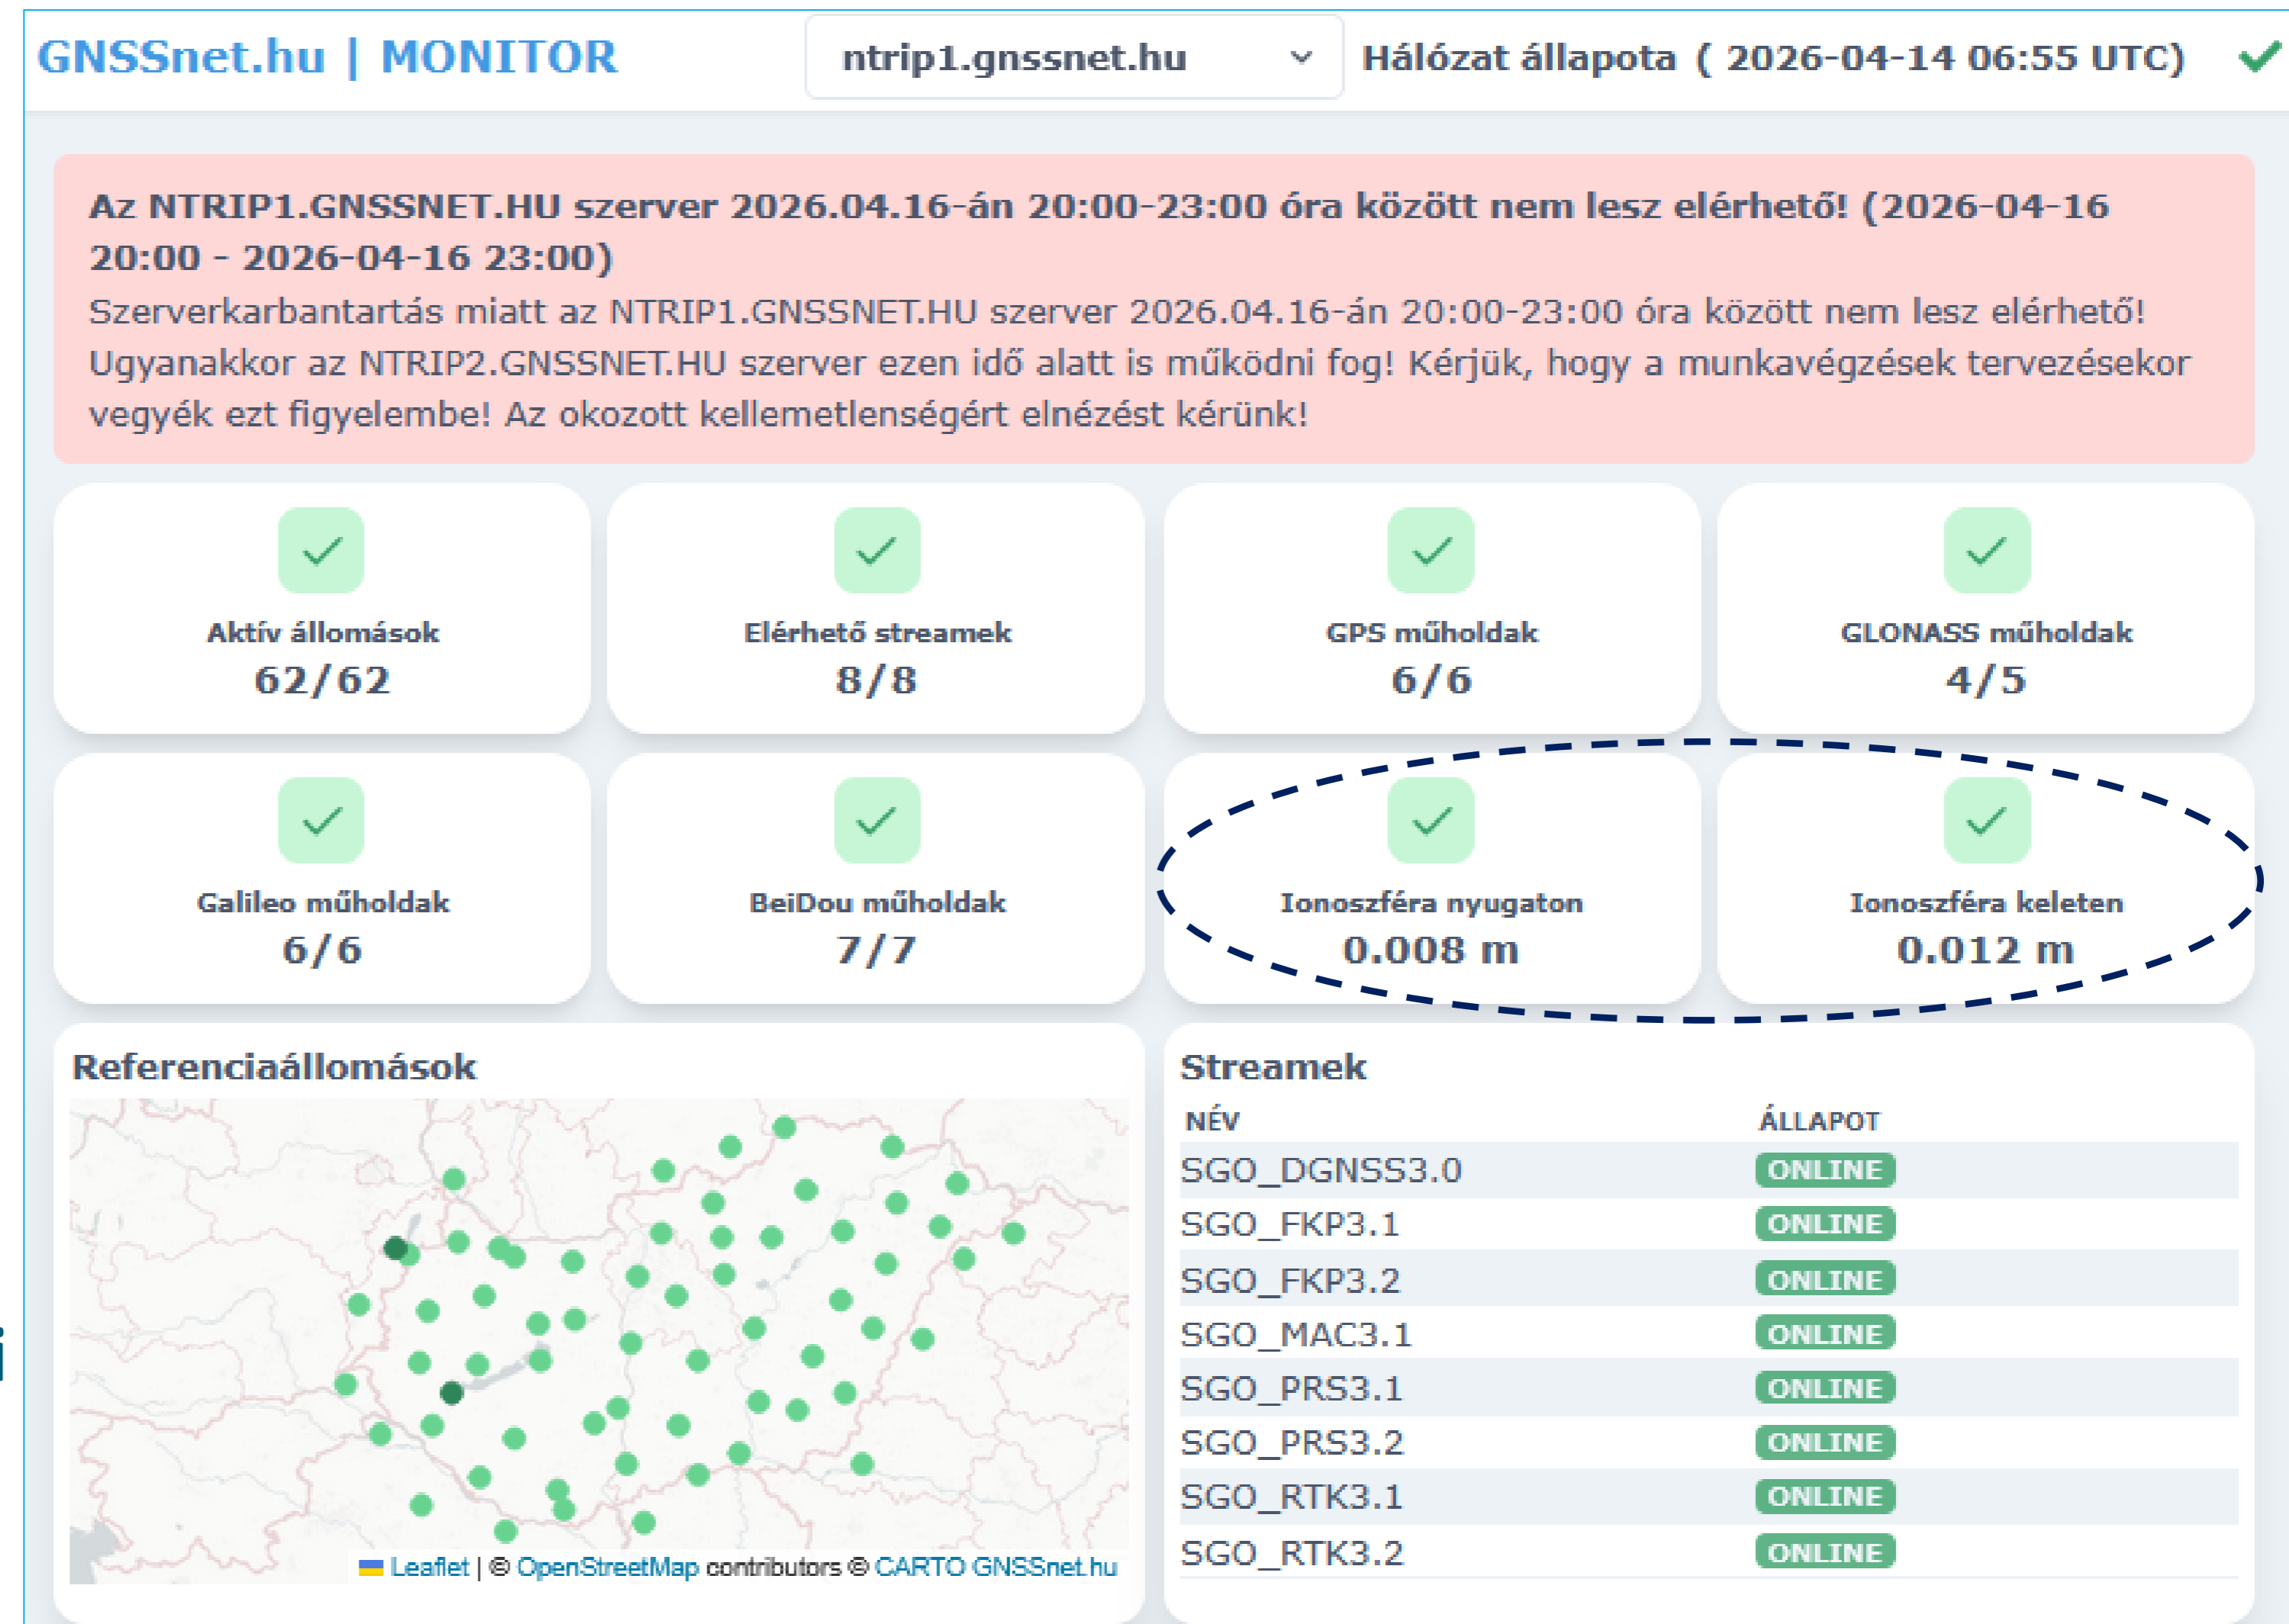 GNSSnet.hu | MONITOR
ntrip1.gnssnet.hu
Hálózat állapota ( 2026-04-14 06:55 UTC)
Az NTRIP1.GNSSNET.HU szerver 2026.04.16-án 20:00-23:00 óra között nem lesz elérhető! (2026-04-16
20:00 - 2026-04-16 23:00)
Szerverkarbantartás miatt az NTRIP1.GNSSNET.HU szerver 2026.04.16-án 20:00-23:00 óra között nem lesz elérhető!
Ugyanakkor az NTRIP2.GNSSNET.HU szerver ezen idő alatt is működni fog! Kérjük, hogy a munkavégzések tervezésekor
vegyék ezt figyelembe! Az okozott kellemetlenségért elnézést kérünk!
Aktív állomások
62/62
Elérhető streamek
8/8
GPS műholdak
6/6
GLONASS műholdak
4/5
Galileo műholdak
6/6
BeiDou műholdak
7/7
Ionoszféra nyugaton
0.008 m
Ionoszféra keleten
0.012 m
Referenciaállomások
Leaflet | © OpenStreetMap contributors © CARTO GNSSnet.hu
Streamek
NÉV ÁLLAPOT
SGO_DGNSS3.0 ONLINE
SGO_FKP3.1 ONLINE
SGO_FKP3.2 ONLINE
SGO_MAC3.1 ONLINE
SGO_PRS3.1 ONLINE
SGO_PRS3.2 ONLINE
SGO_RTK3.1 ONLINE
SGO_RTK3.2 ONLINE
i